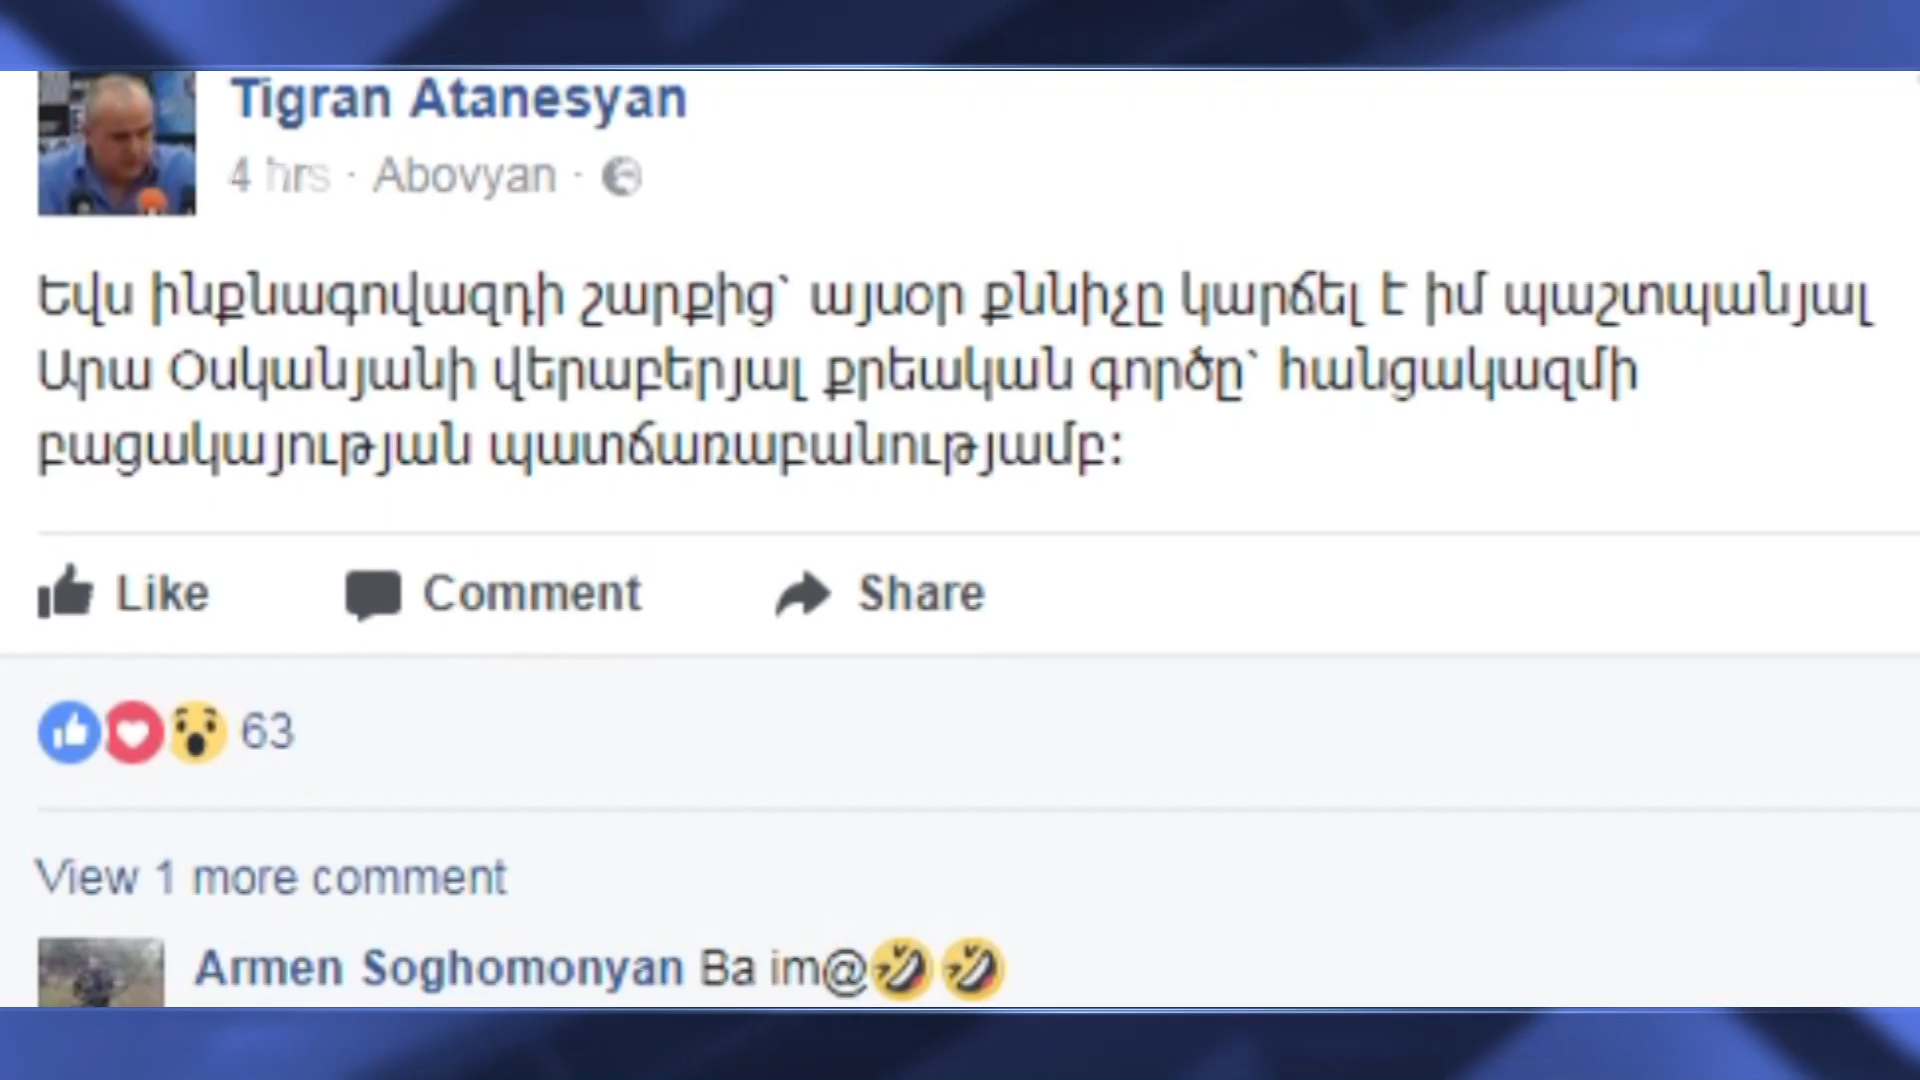 Tigran Atanesyan
4 hrs · Abovyan ·
Եվս ինքնագովազդի շարքից՝ այսօր քննիչը կարճել է իմ պաշտպանյալ
Արա Օսկանյանի վերաբերյալ քրեական գործը՝ հանցակազմի
բացակայության պատճառաբանությամբ:
Like Comment Share
63
View 1 more comment
Armen Soghomonyan Ba im@🤣🤣